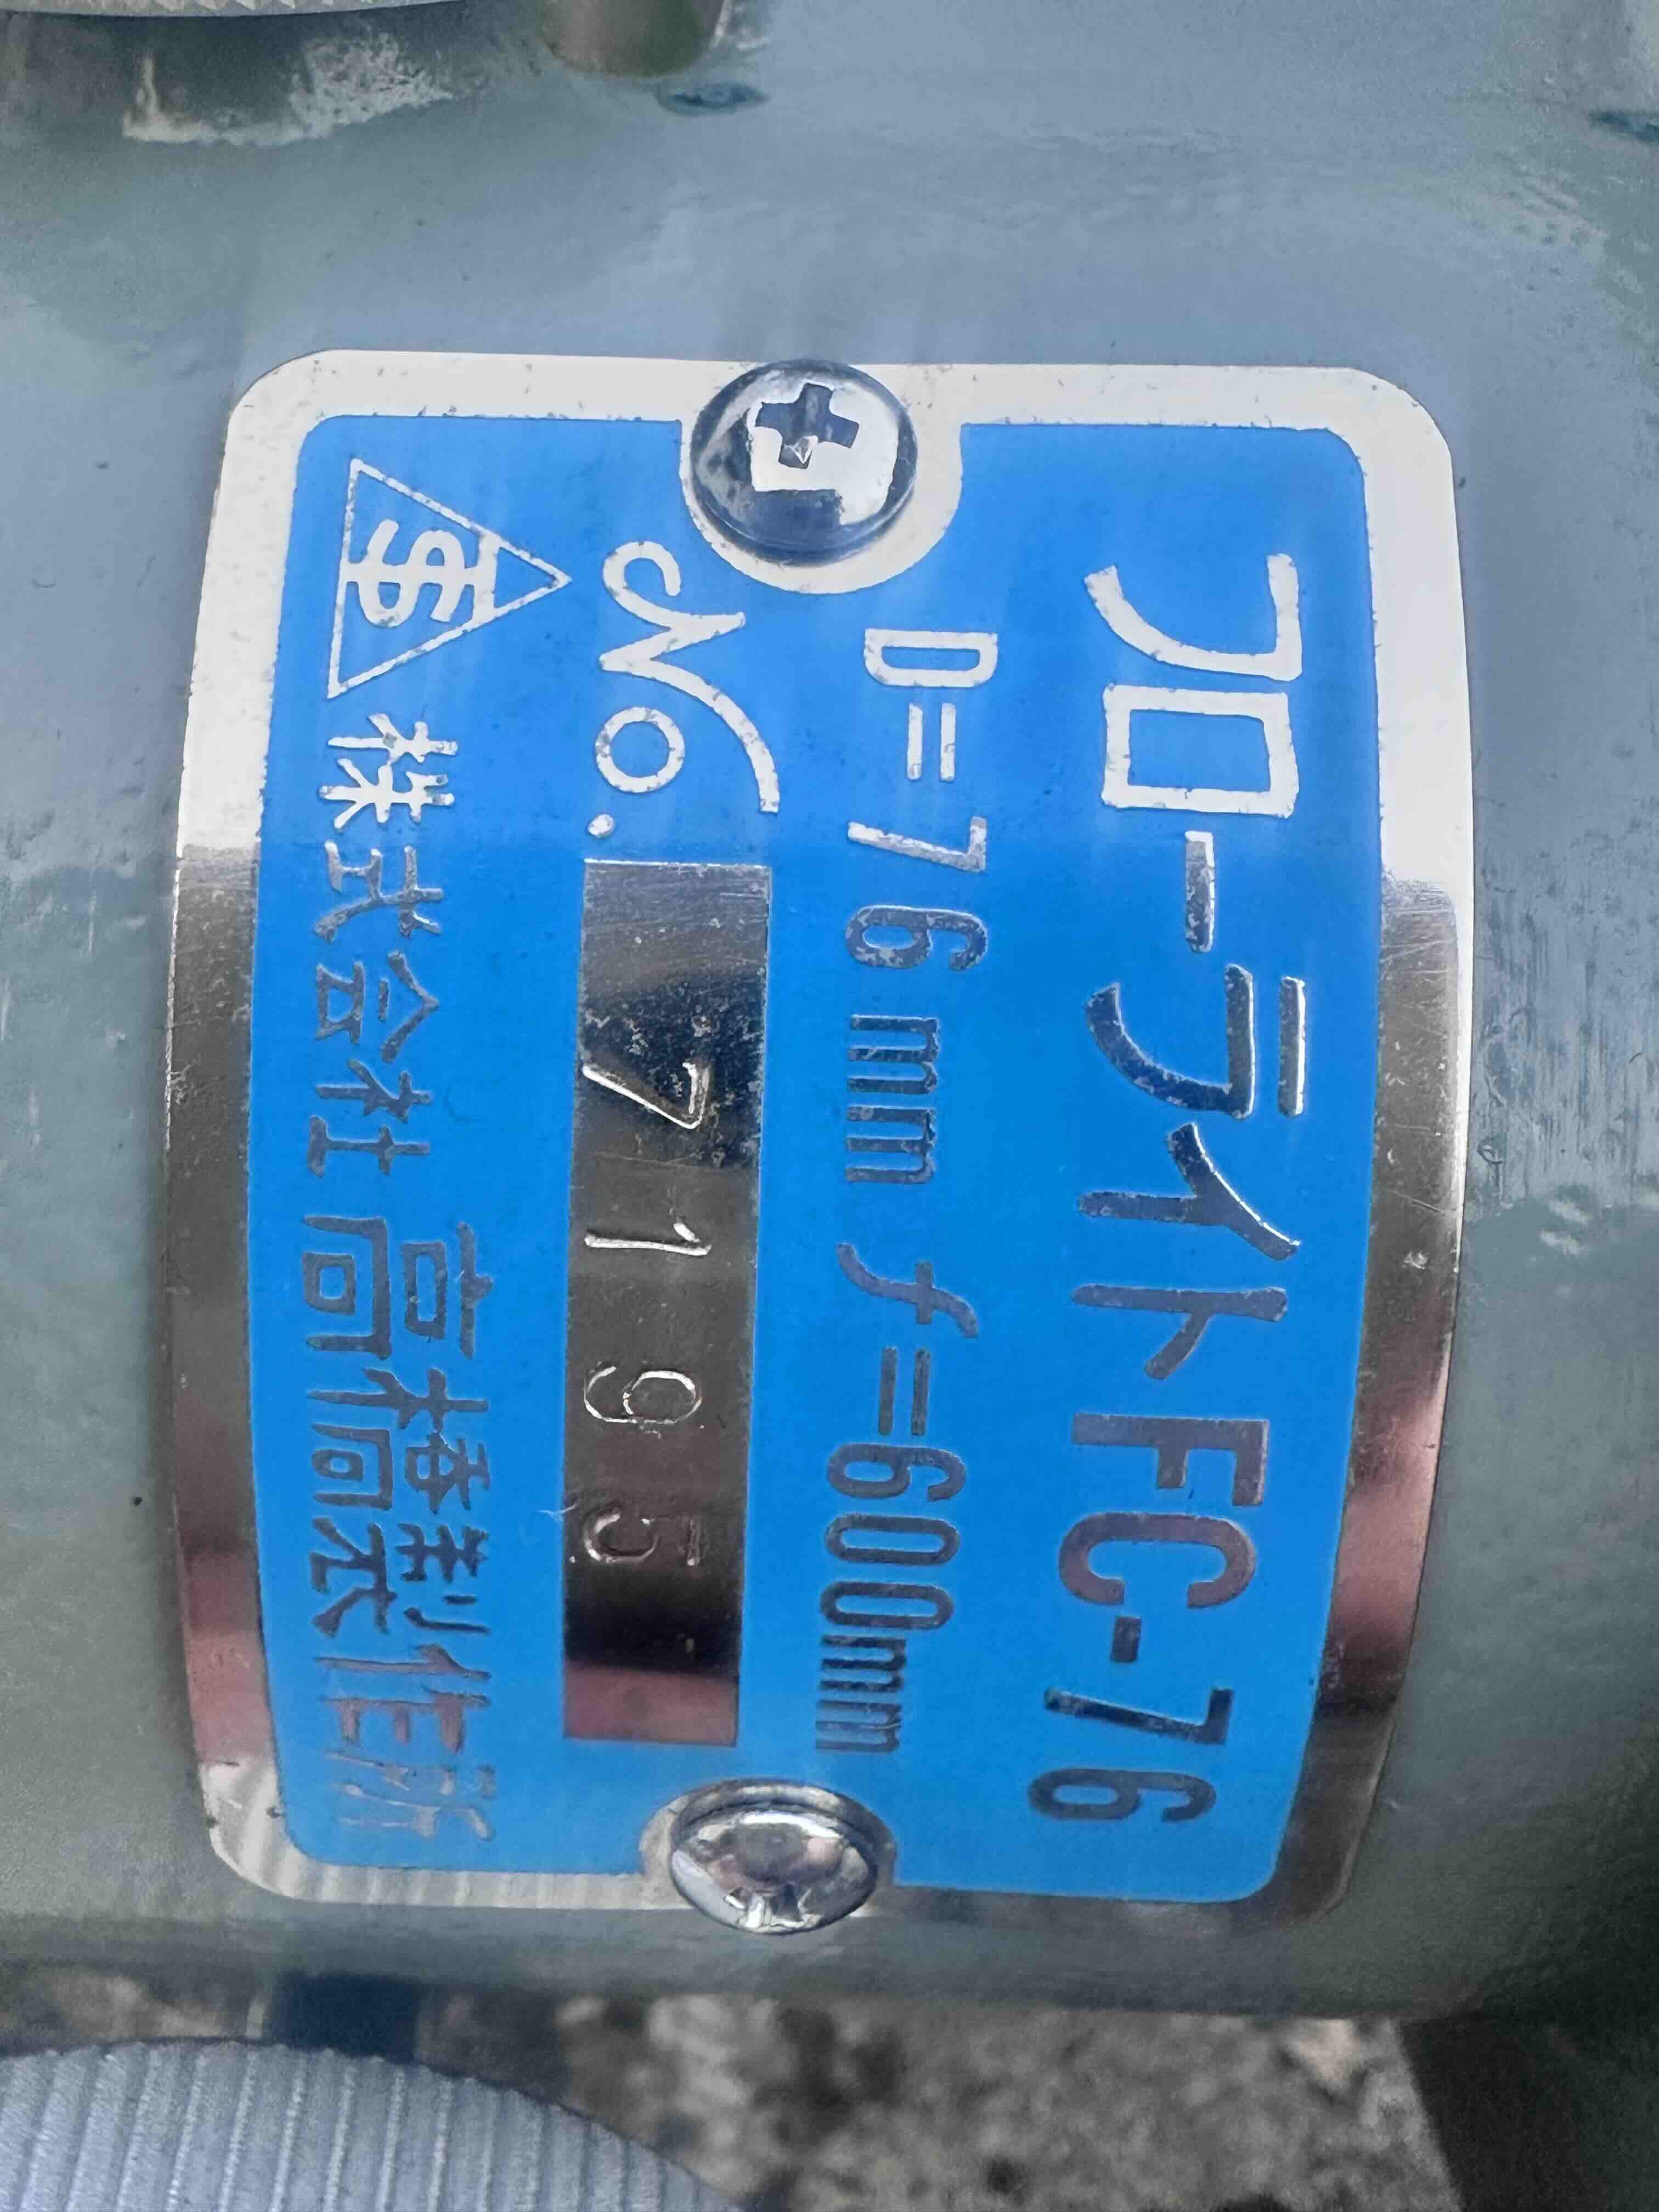 フローライトFC-76
D=76mm f=600mm
No. 7195
株式会社 高橋製作所